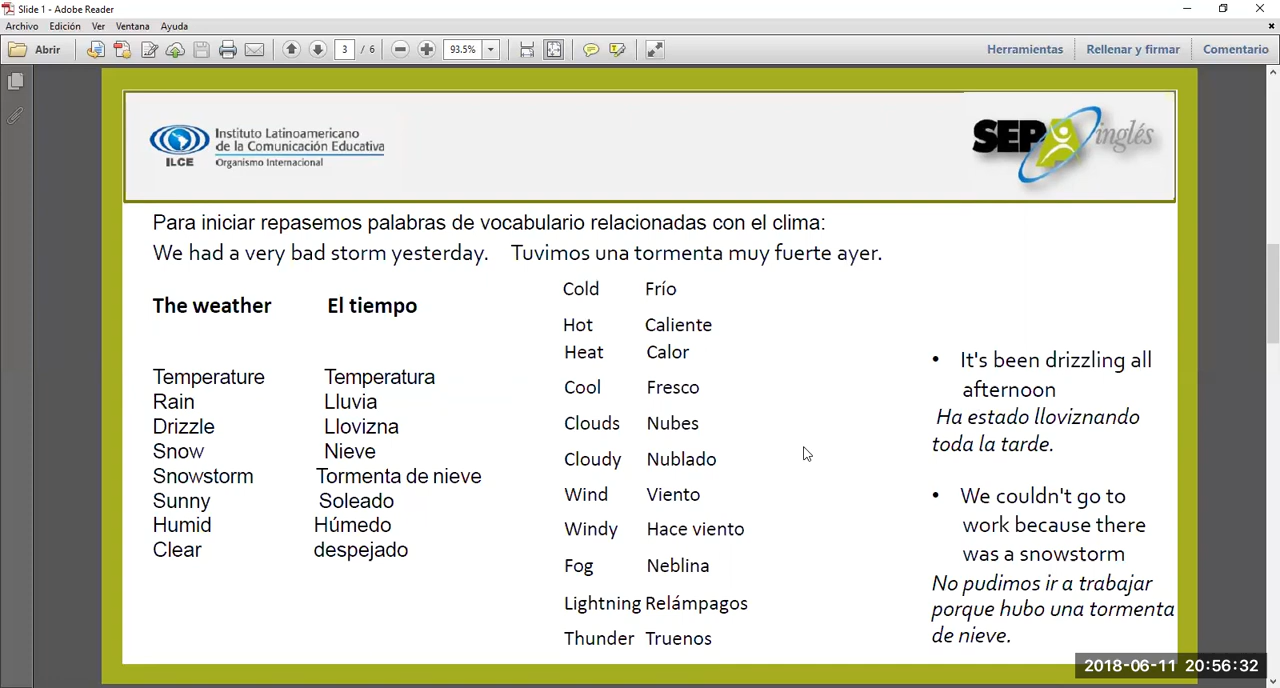 Slide 1 - Adobe Reader
Archivo Edición Ver Ventana Ayuda
Abrir 3 / 6 93.5% Herramientas Rellenar y firmar Comentario
Instituto Latinoamericano
de la Comunicación Educativa
Organismo Internacional
ILCE
SEPA inglés
Para iniciar repasemos palabras de vocabulario relacionadas con el clima:
We had a very bad storm yesterday. Tuvimos una tormenta muy fuerte ayer.
The weather El tiempo
Temperature Temperatura
Rain Lluvia
Drizzle Llovizna
Snow Nieve
Snowstorm Tormenta de nieve
Sunny Soleado
Humid Húmedo
Clear despejado
Cold Frío
Hot Caliente
Heat Calor
Cool Fresco
Clouds Nubes
Cloudy Nublado
Wind Viento
Windy Hace viento
Fog Neblina
Lightning Relámpagos
Thunder Truenos
• It's been drizzling all
afternoon
Ha estado lloviznando
toda la tarde.
• We couldn't go to
work because there
was a snowstorm
No pudimos ir a trabajar
porque hubo una tormenta
de nieve.
2018-06-11 20:56:32